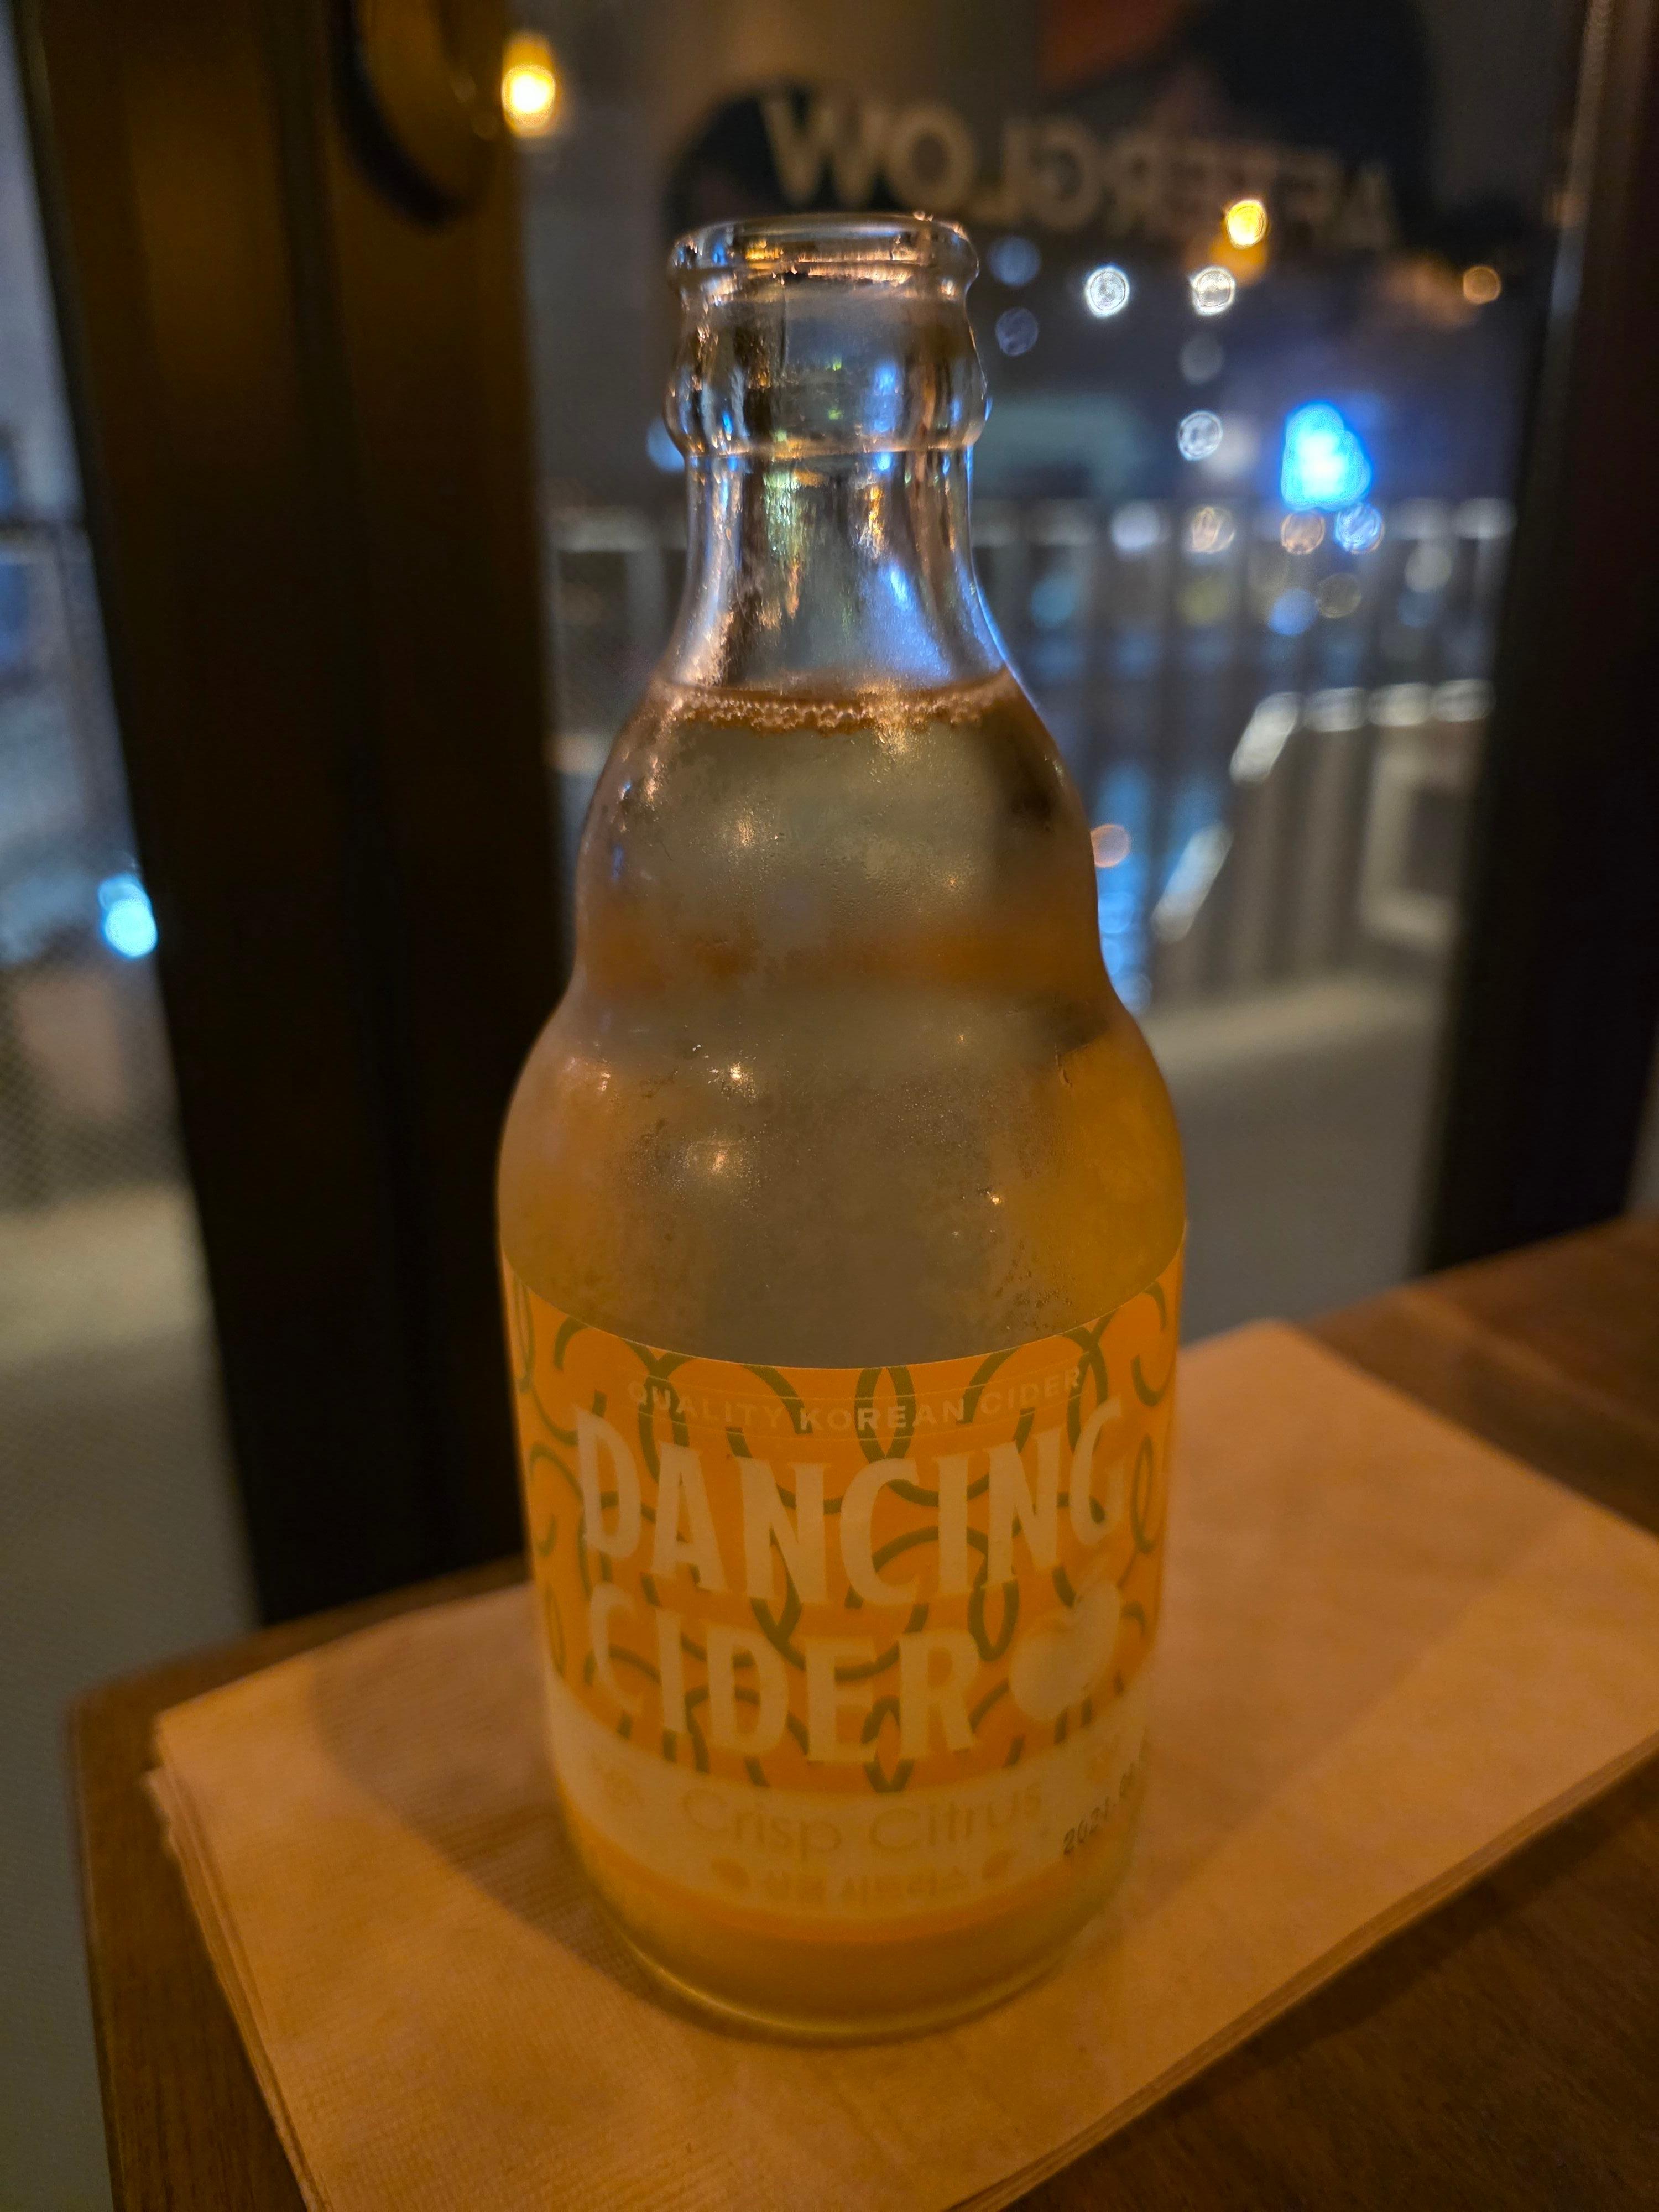 AFTERGLOW
QUALITY KOREAN CIDER
DANCING
CIDER
Crisp Citrus